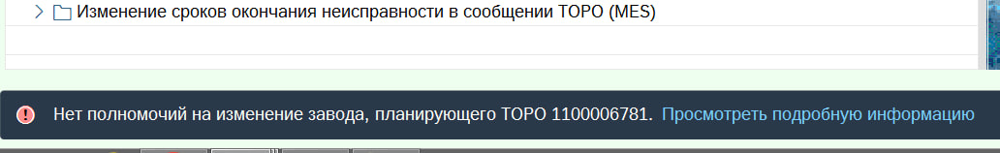 Изменение сроков окончания неисправности в сообщении ТОРО (MES)
Нет полномочий на изменение завода, планирующего ТОРО 1100006781. Просмотреть подробную информацию